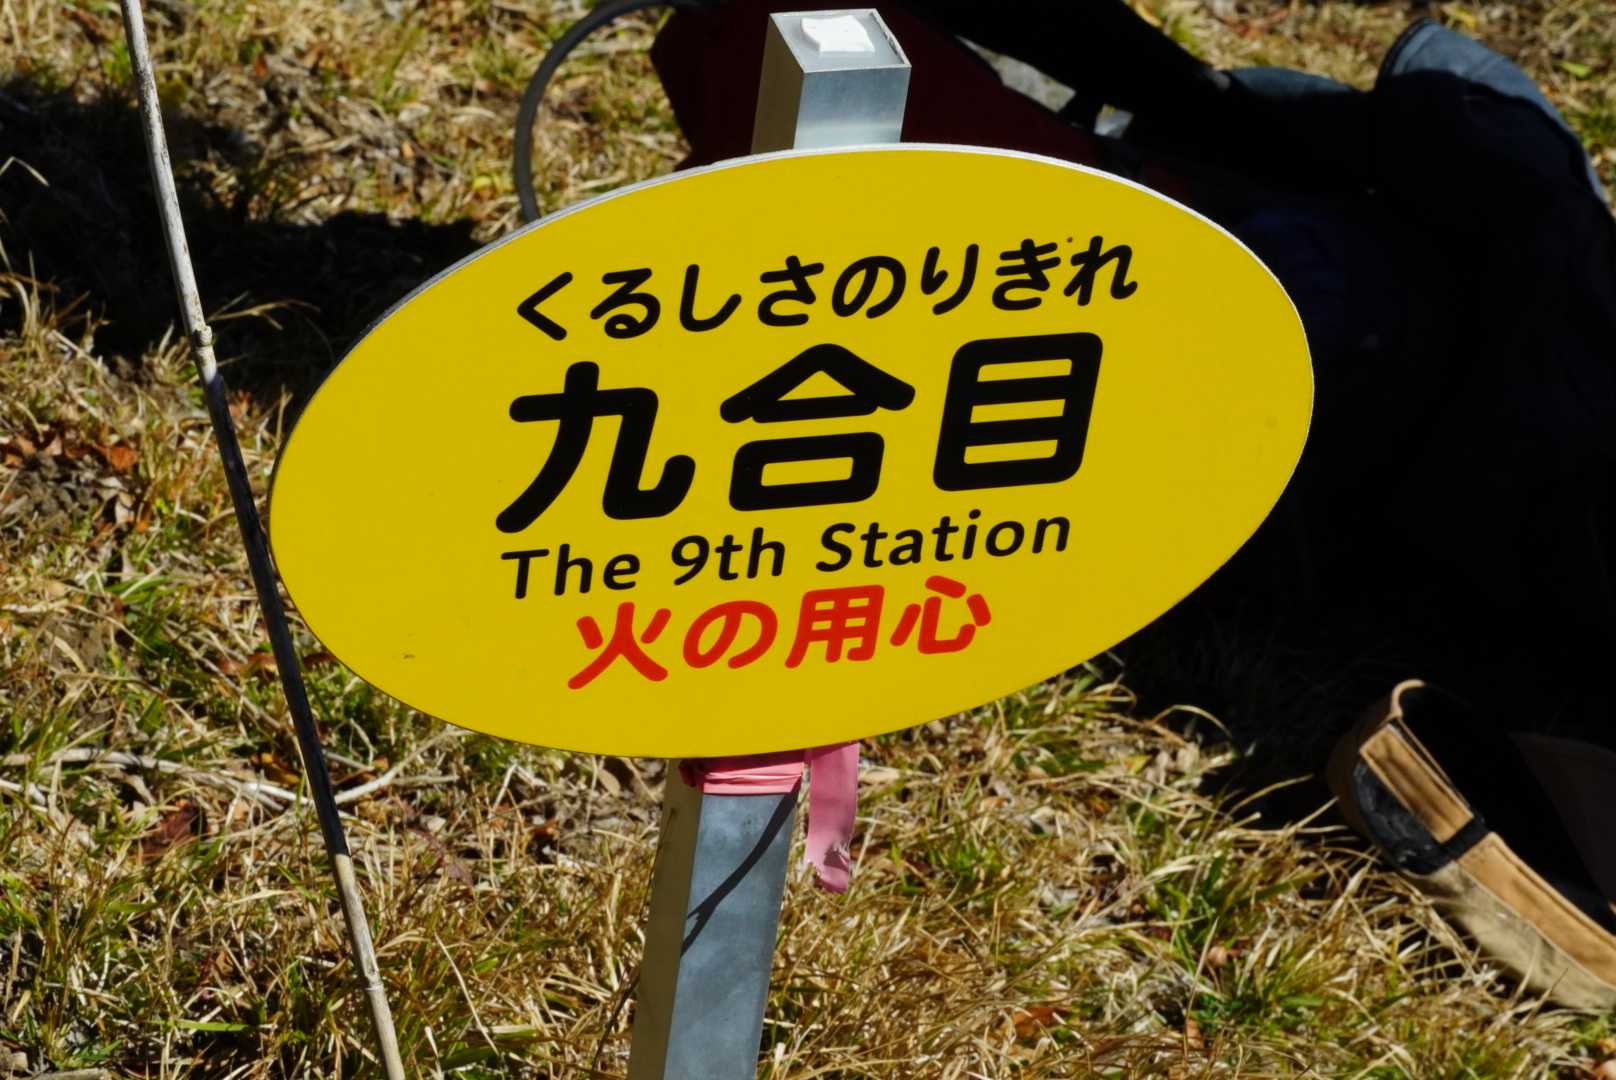 くるしさのりきれ
九合目
The 9th Station
火の用心